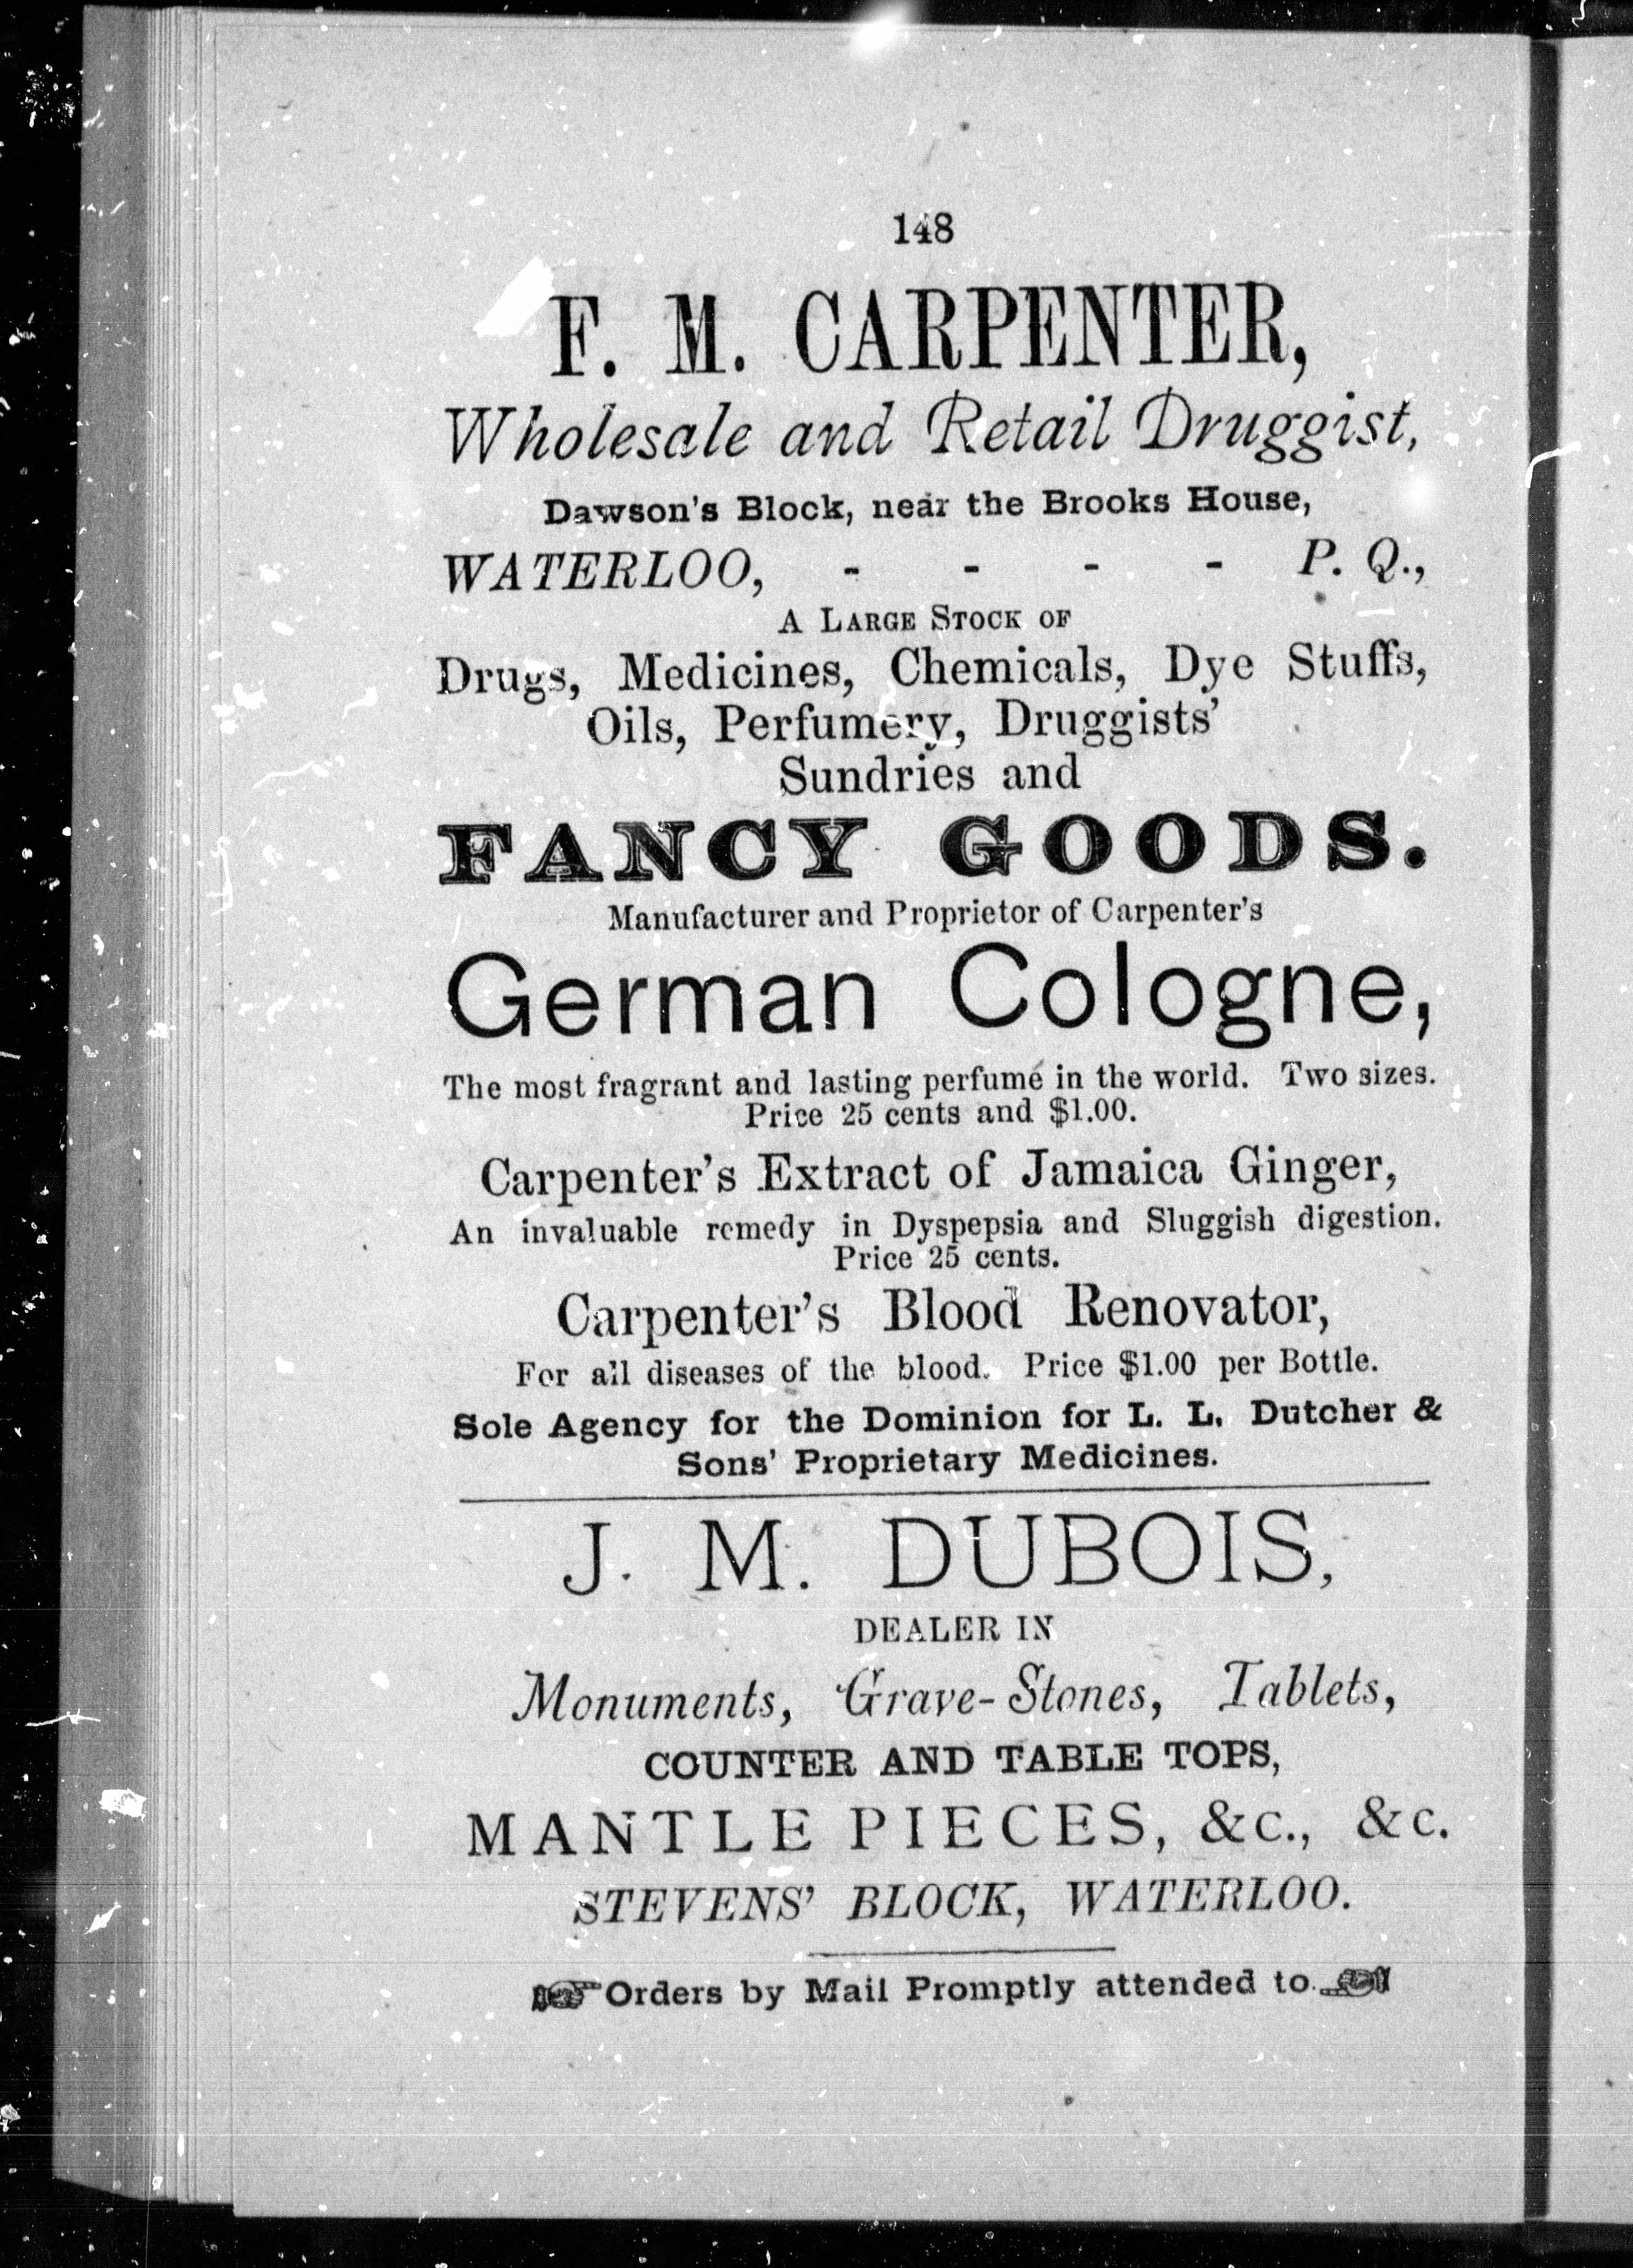 148
F. M. CARPENTER,
Wholesale and Retail Druggist,
Dawson's Block, near the Brooks House,
WATERLOO, - - - - P. Q.,
A LARGE STOCK OF
Drugs, Medicines, Chemicals, Dye Stuffs,
Oils, Perfumery, Druggists'
Sundries and
FANCY GOODS.
Manufacturer and Proprietor of Carpenter's
German Cologne,
The most fragrant and lasting perfume in the world. Two sizes.
Price 25 cents and $1.00.
Carpenter's Extract of Jamaica Ginger,
An invaluable remedy in Dyspepsia and Sluggish digestion.
Price 25 cents.
Carpenter's Blood Renovator,
For all diseases of the blood. Price $1.00 per Bottle.
Sole Agency for the Dominion for L. L. Dutcher &
Sons' Proprietary Medicines.
J. M. DUBOIS,
DEALER IN
Monuments, Grave-Stones, Tablets,
COUNTER AND TABLE TOPS,
MANTLE PIECES, &c., &c.
STEVENS' BLOCK, WATERLOO.
Orders by Mail Promptly attended to.